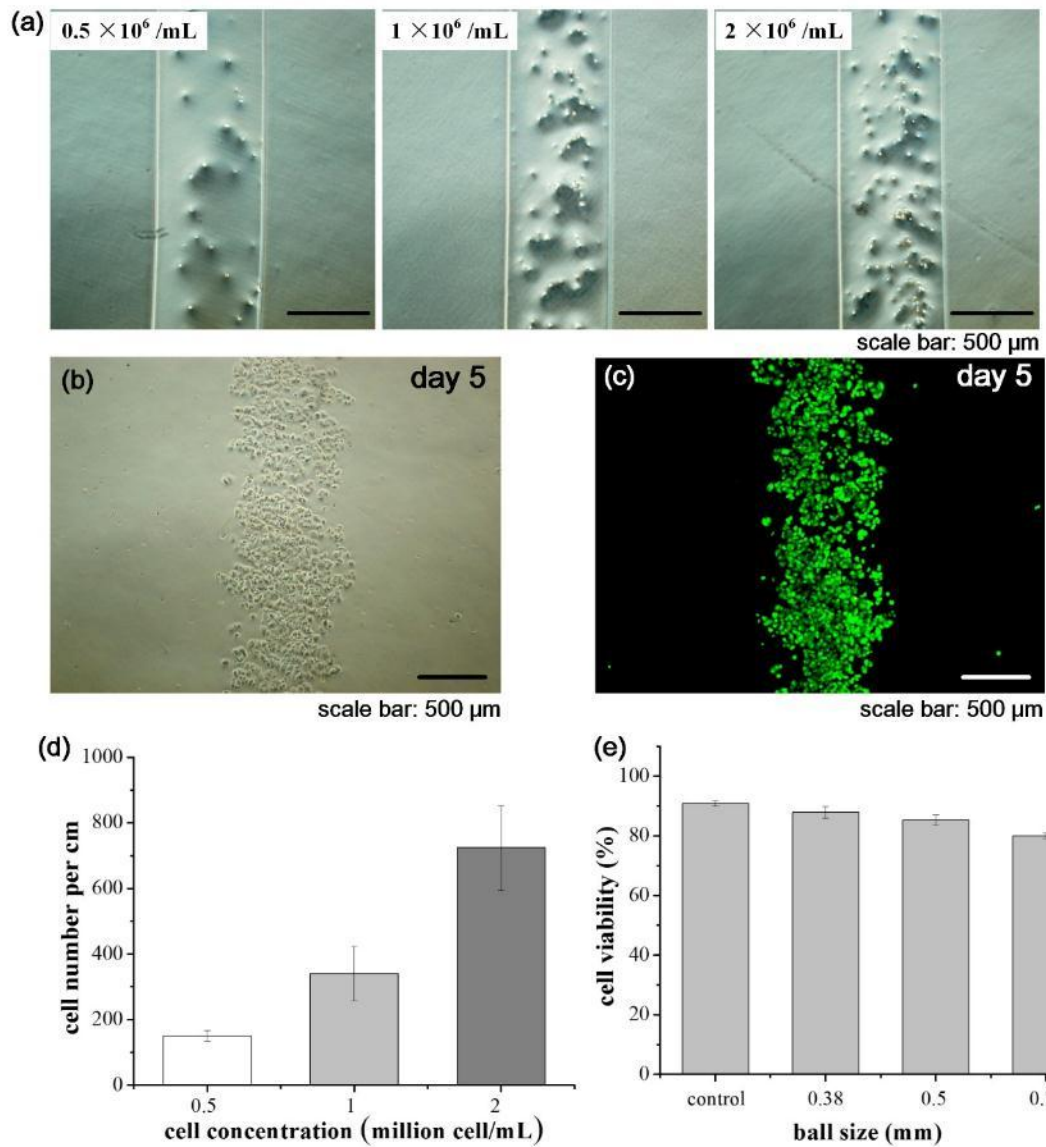 (a)
0.5 ×10⁶ /mL
1 ×10⁶ /mL
2 ×10⁶ /mL
scale bar: 500 µm
(b)
day 5
(c)
day 5
scale bar: 500 µm
scale bar: 500 µm
(d)
1000
800
600
400
200
0
cell number per cm
0.5
1
2
cell concentration (million cell/mL)
(e)
100
80
60
40
20
0
cell viability (%)
control
0.38
0.5
ball size (mm)